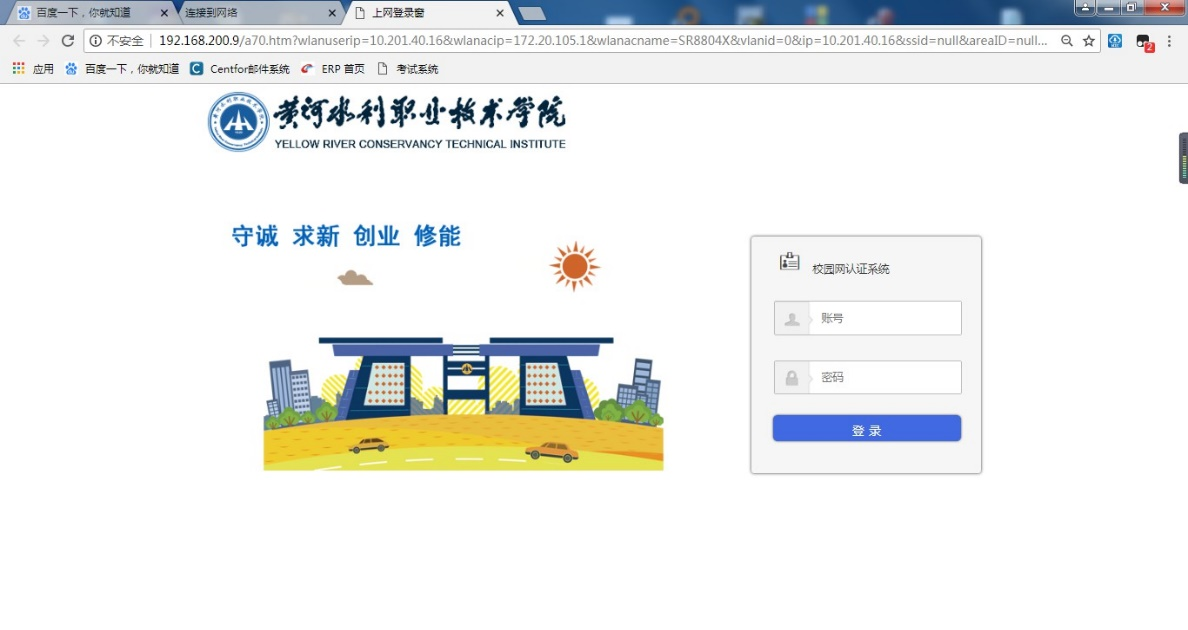 百度一下，你就知道
连接到网络
上网登录窗
不安全 192.168.200.9/a70.htm?wlanuserip=10.201.40.16&wlanacip=172.20.105.1&wlanacname=SR8804X&vlanid=0&ip=10.201.40.16&ssid=null&areaID=null...
2
应用 百度一下，你就知道 Centfor邮件系统 ERP 首页 考试系统
黄河水利职业技术学院
YELLOW RIVER CONSERVANCY TECHNICAL INSTITUTE
守诚 求新 创业 修能
校园网认证系统
账号
密码
登 录